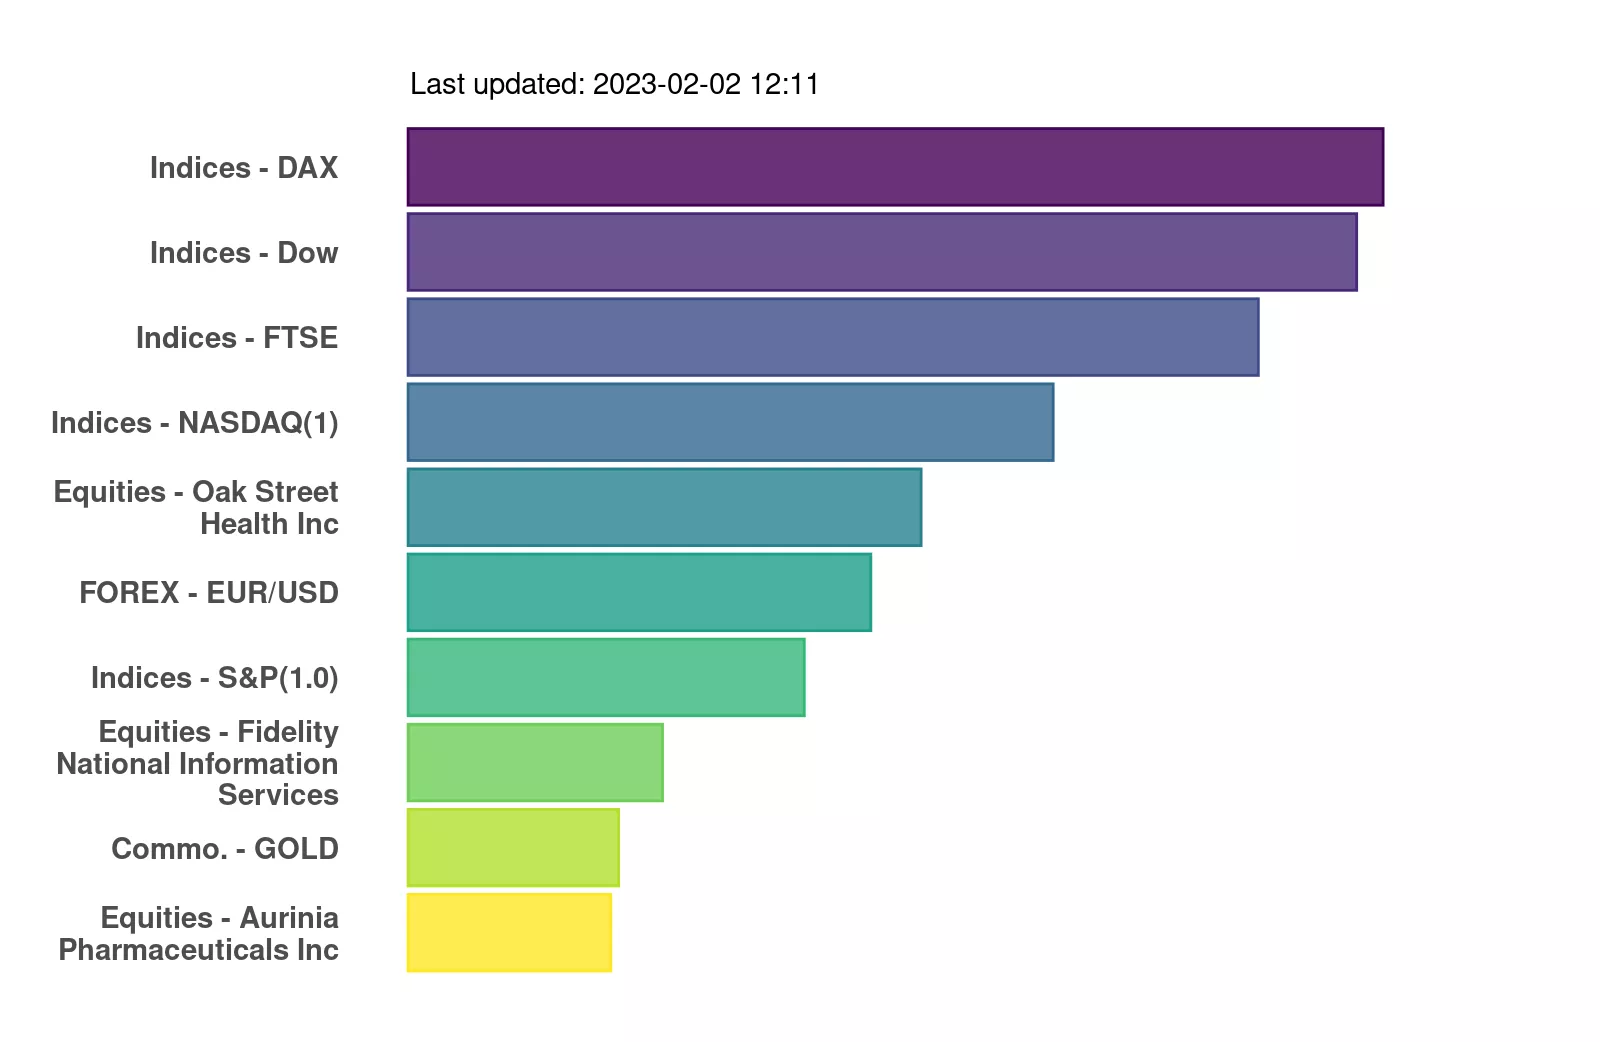 Last updated: 2023-02-02 12:11
Indices - DAX
Indices - Dow
Indices - FTSE
Indices - NASDAQ(1)
Equities - Oak Street
Health Inc
FOREX - EUR/USD
Indices - S&P(1.0)
Equities - Fidelity
National Information
Services
Commo. - GOLD
Equities - Aurinia
Pharmaceuticals Inc